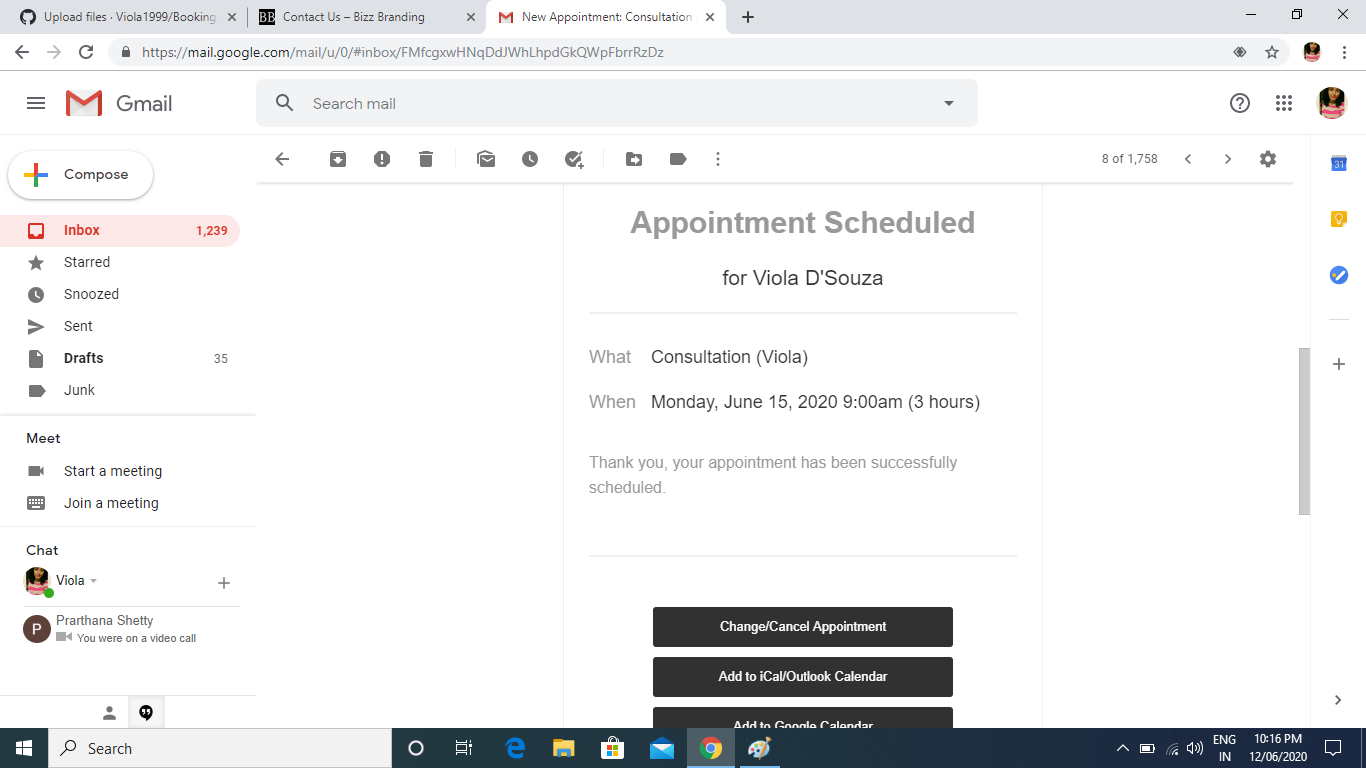 Upload files · Viola1999/Booking
Contact Us – Bizz Branding
New Appointment: Consultation
https://mail.google.com/mail/u/0/#inbox/FMfcgxwHNqDdJWhLhpdGkQWpFbrrRzDz
Gmail
Search mail
Compose
8 of 1,758
31
Inbox 1,239
Starred
Snoozed
Sent
Drafts 35
Junk
Meet
Start a meeting
Join a meeting
Chat
Viola
P
Prarthana Shetty
You were on a video call
Appointment Scheduled
for Viola D'Souza
What Consultation (Viola)
When Monday, June 15, 2020 9:00am (3 hours)
Thank you, your appointment has been successfully
scheduled.
Change/Cancel Appointment
Add to iCal/Outlook Calendar
Add to Google Calendar
Search
ENG
IN
10:16 PM
12/06/2020